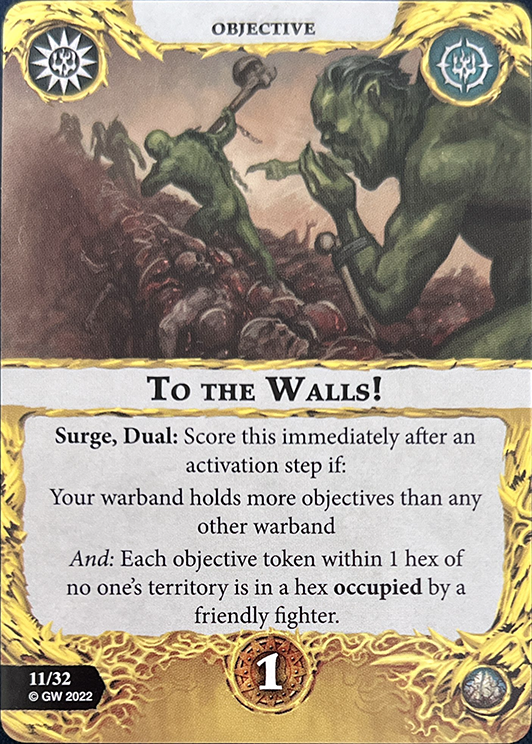 OBJECTIVE
TO THE WALLS!
Surge, Dual: Score this immediately after an
activation step if:
Your warband holds more objectives than any
other warband
And: Each objective token within 1 hex of
no one's territory is in a hex occupied by a
friendly fighter.
1
11/32
© GW 2022